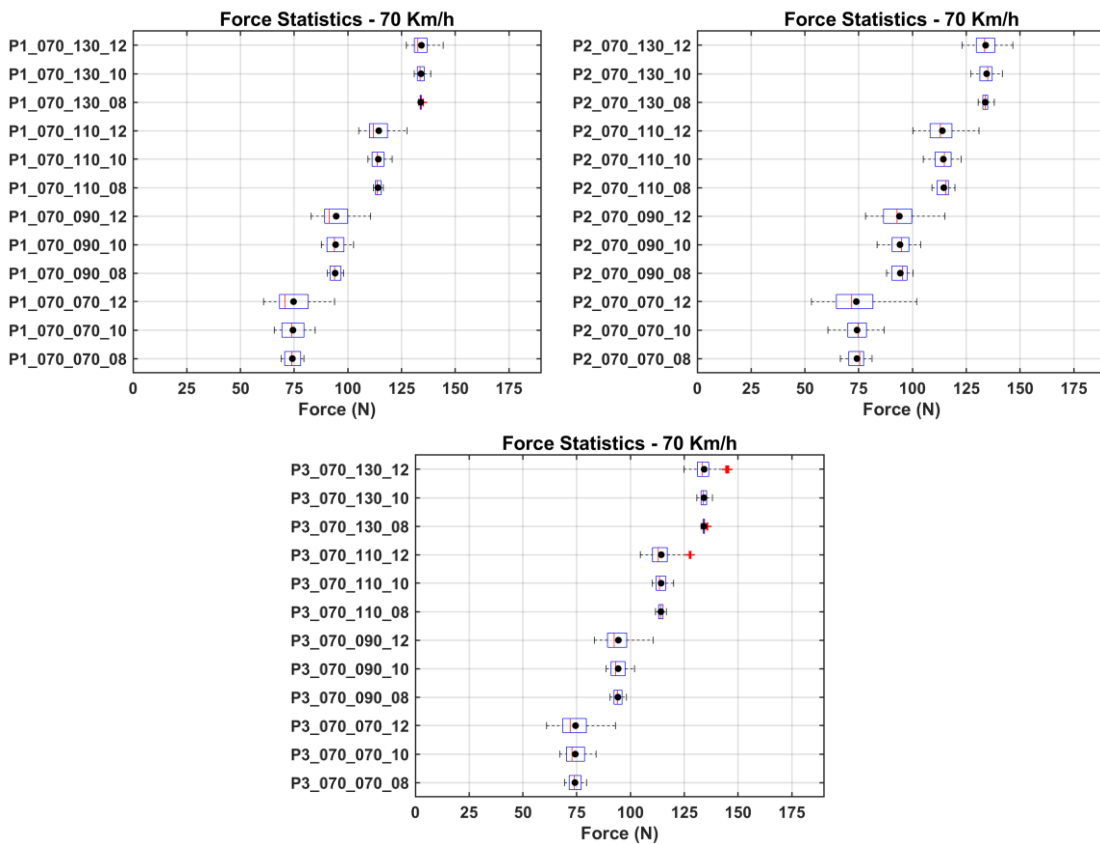 Force Statistics - 70 Km/h
P1_070_130_12
P1_070_130_10
P1_070_130_08
P1_070_110_12
P1_070_110_10
P1_070_110_08
P1_070_090_12
P1_070_090_10
P1_070_090_08
P1_070_070_12
P1_070_070_10
P1_070_070_08
0 25 50 75 100 125 150 175
Force (N)
Force Statistics - 70 Km/h
P2_070_130_12
P2_070_130_10
P2_070_130_08
P2_070_110_12
P2_070_110_10
P2_070_110_08
P2_070_090_12
P2_070_090_10
P2_070_090_08
P2_070_070_12
P2_070_070_10
P2_070_070_08
0 25 50 75 100 125 150 175
Force (N)
Force Statistics - 70 Km/h
P3_070_130_12
P3_070_130_10
P3_070_130_08
P3_070_110_12
P3_070_110_10
P3_070_110_08
P3_070_090_12
P3_070_090_10
P3_070_090_08
P3_070_070_12
P3_070_070_10
P3_070_070_08
0 25 50 75 100 125 150 175
Force (N)